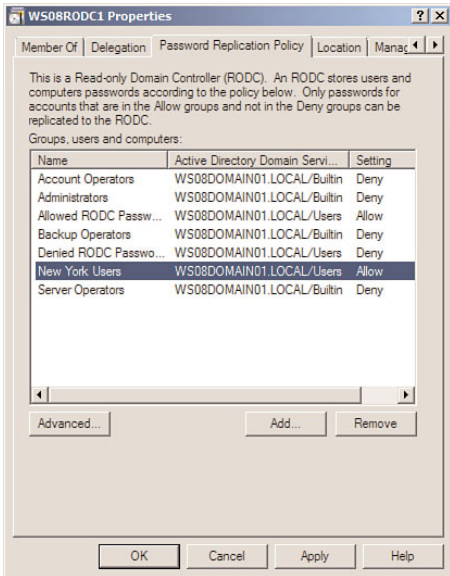 WS08RODC1 Properties
Member Of Delegation Password Replication Policy Location
This is a Read-only Domain Controller (RODC). An RODC stores users and
computers passwords according to the policy below. Only passwords for
accounts that are in the Allow groups and not in the Deny groups can be
replicated to the RODC.
Groups, users and computers:
Name Active Directory Domain Servi... Setting
Account Operators WS08DOMAIN01.LOCAL/Builtin Deny
Administrators WS08DOMAIN01.LOCAL/Builtin Deny
Allowed RODC Passw... WS08DOMAIN01.LOCAL/Users Allow
Backup Operators WS08DOMAIN01.LOCAL/Builtin Deny
Denied RODC Passwo... WS08DOMAIN01.LOCAL/Users Deny
New York Users WS08DOMAIN01.LOCAL/Users Allow
Server Operators WS08DOMAIN01.LOCAL/Builtin Deny
Advanced... Add... Remove
OK Cancel Apply Help